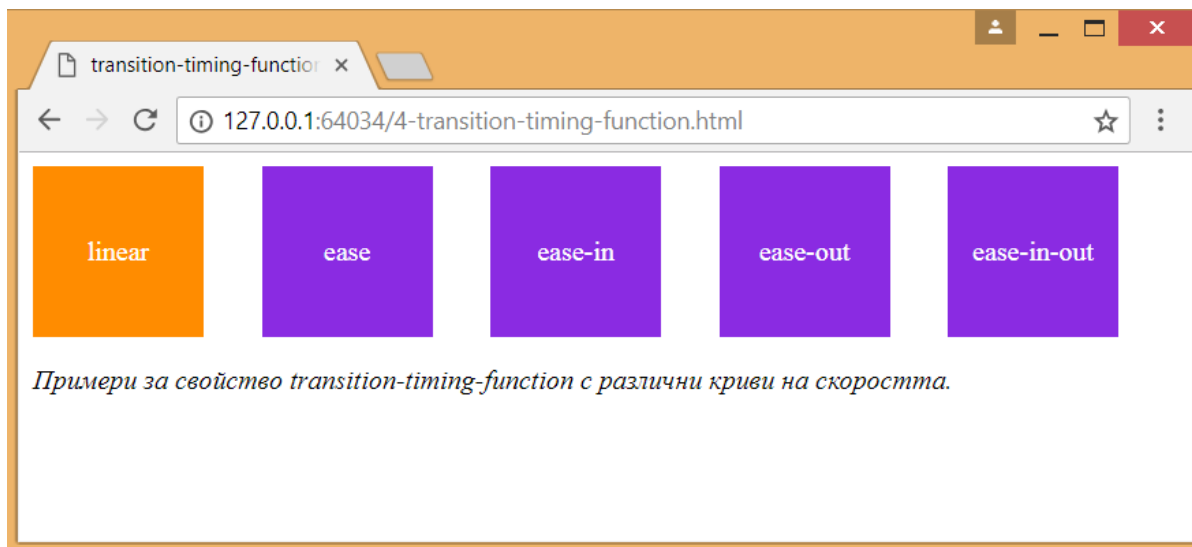 transition-timing-function
127.0.0.1:64034/4-transition-timing-function.html
linear ease ease-in ease-out ease-in-out
Примери за свойство transition-timing-function с различни криви на скоростта.